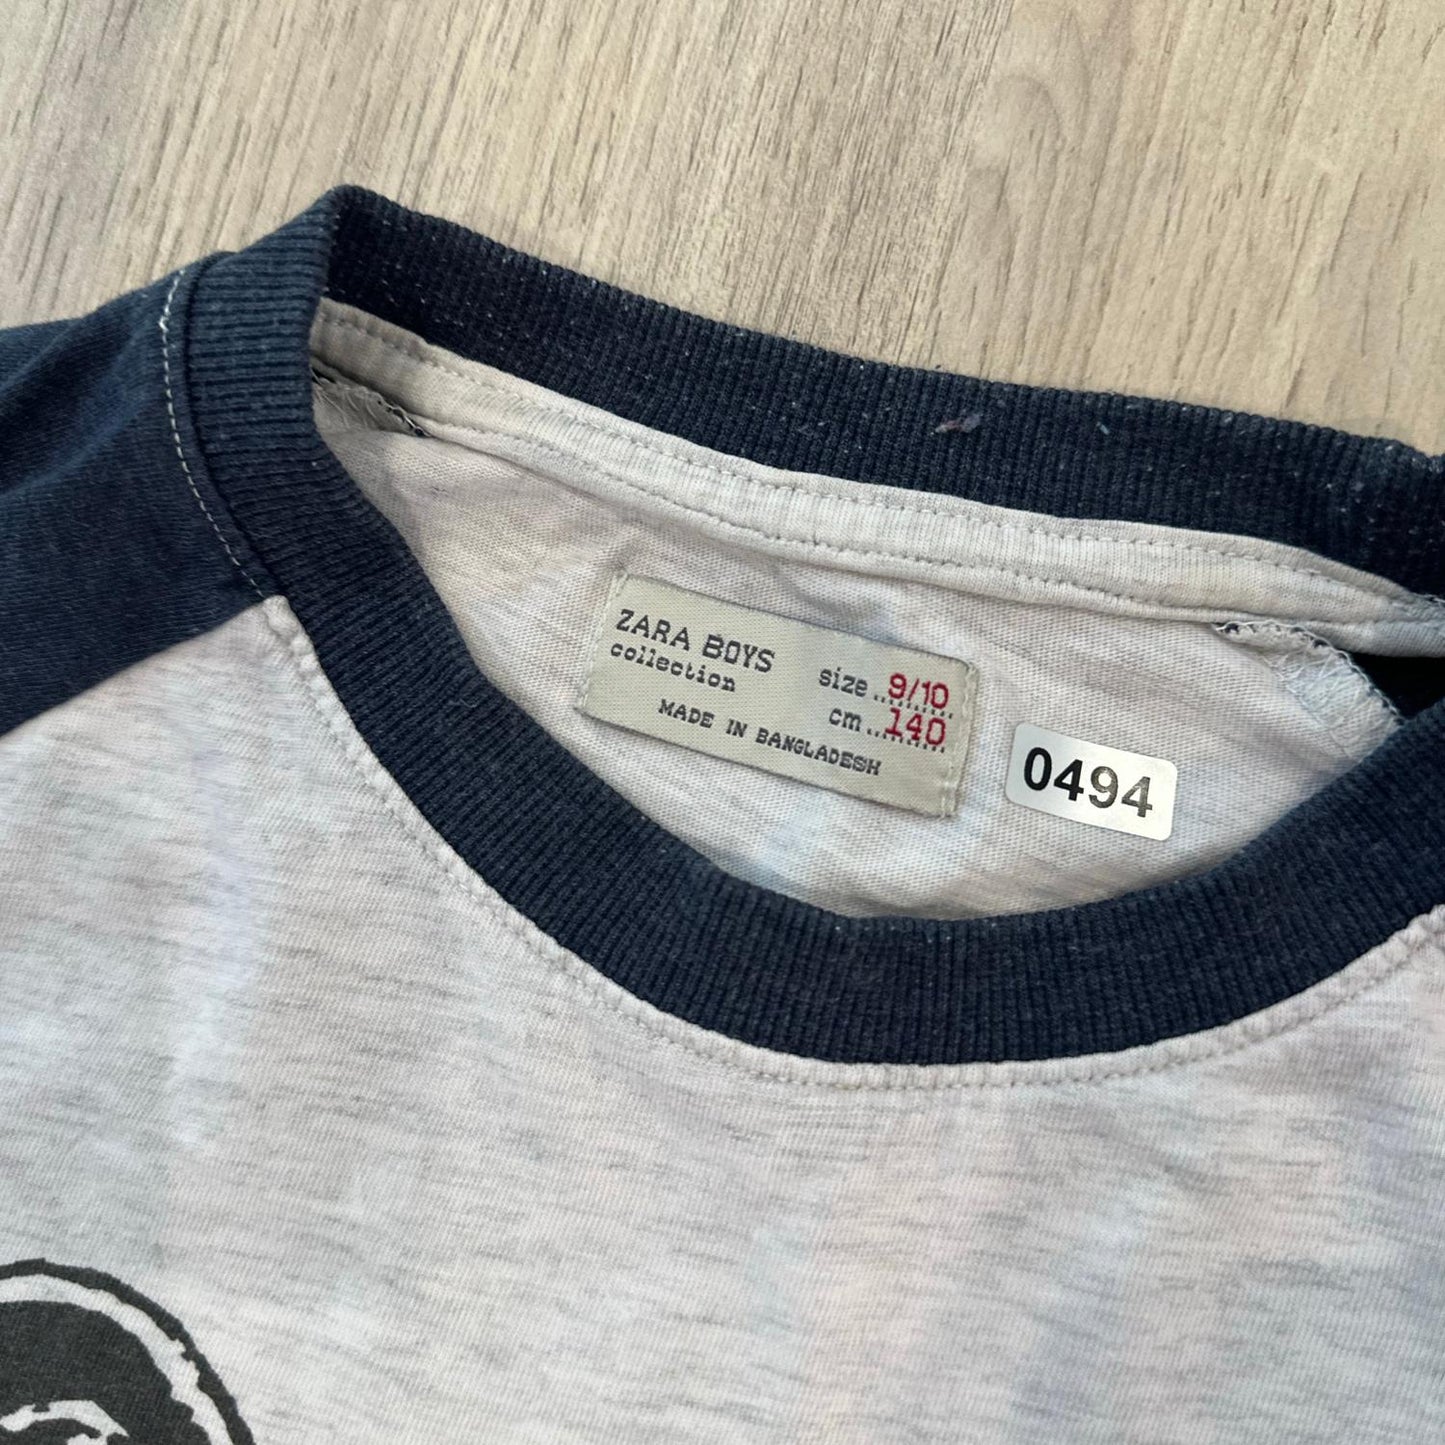 ZARA BOYS
collection
size..9/10
cm...140
MADE IN BANGLADESH
0494